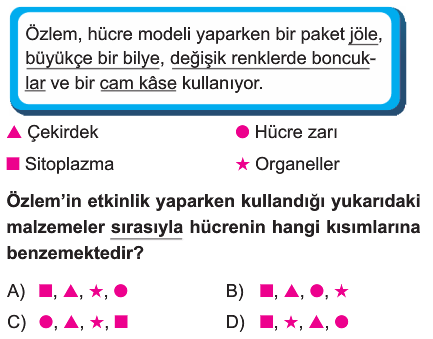 Özlem, hücre modeli yaparken bir paket jöle,
büyükçe bir bilye, değişik renklerde boncuk-
lar ve bir cam kâse kullanıyor.
▲ Çekirdek
● Hücre zarı
■ Sitoplazma
★ Organeller
Özlem'in etkinlik yaparken kullandığı yukarıdaki
malzemeler sırasıyla hücrenin hangi kısımlarına
benzemektedir?
A) ■, ▲, ★, ●
B) ■, ▲, ●, ★
C) ●, ▲, ★, ■
D) ■, ★, ▲, ●